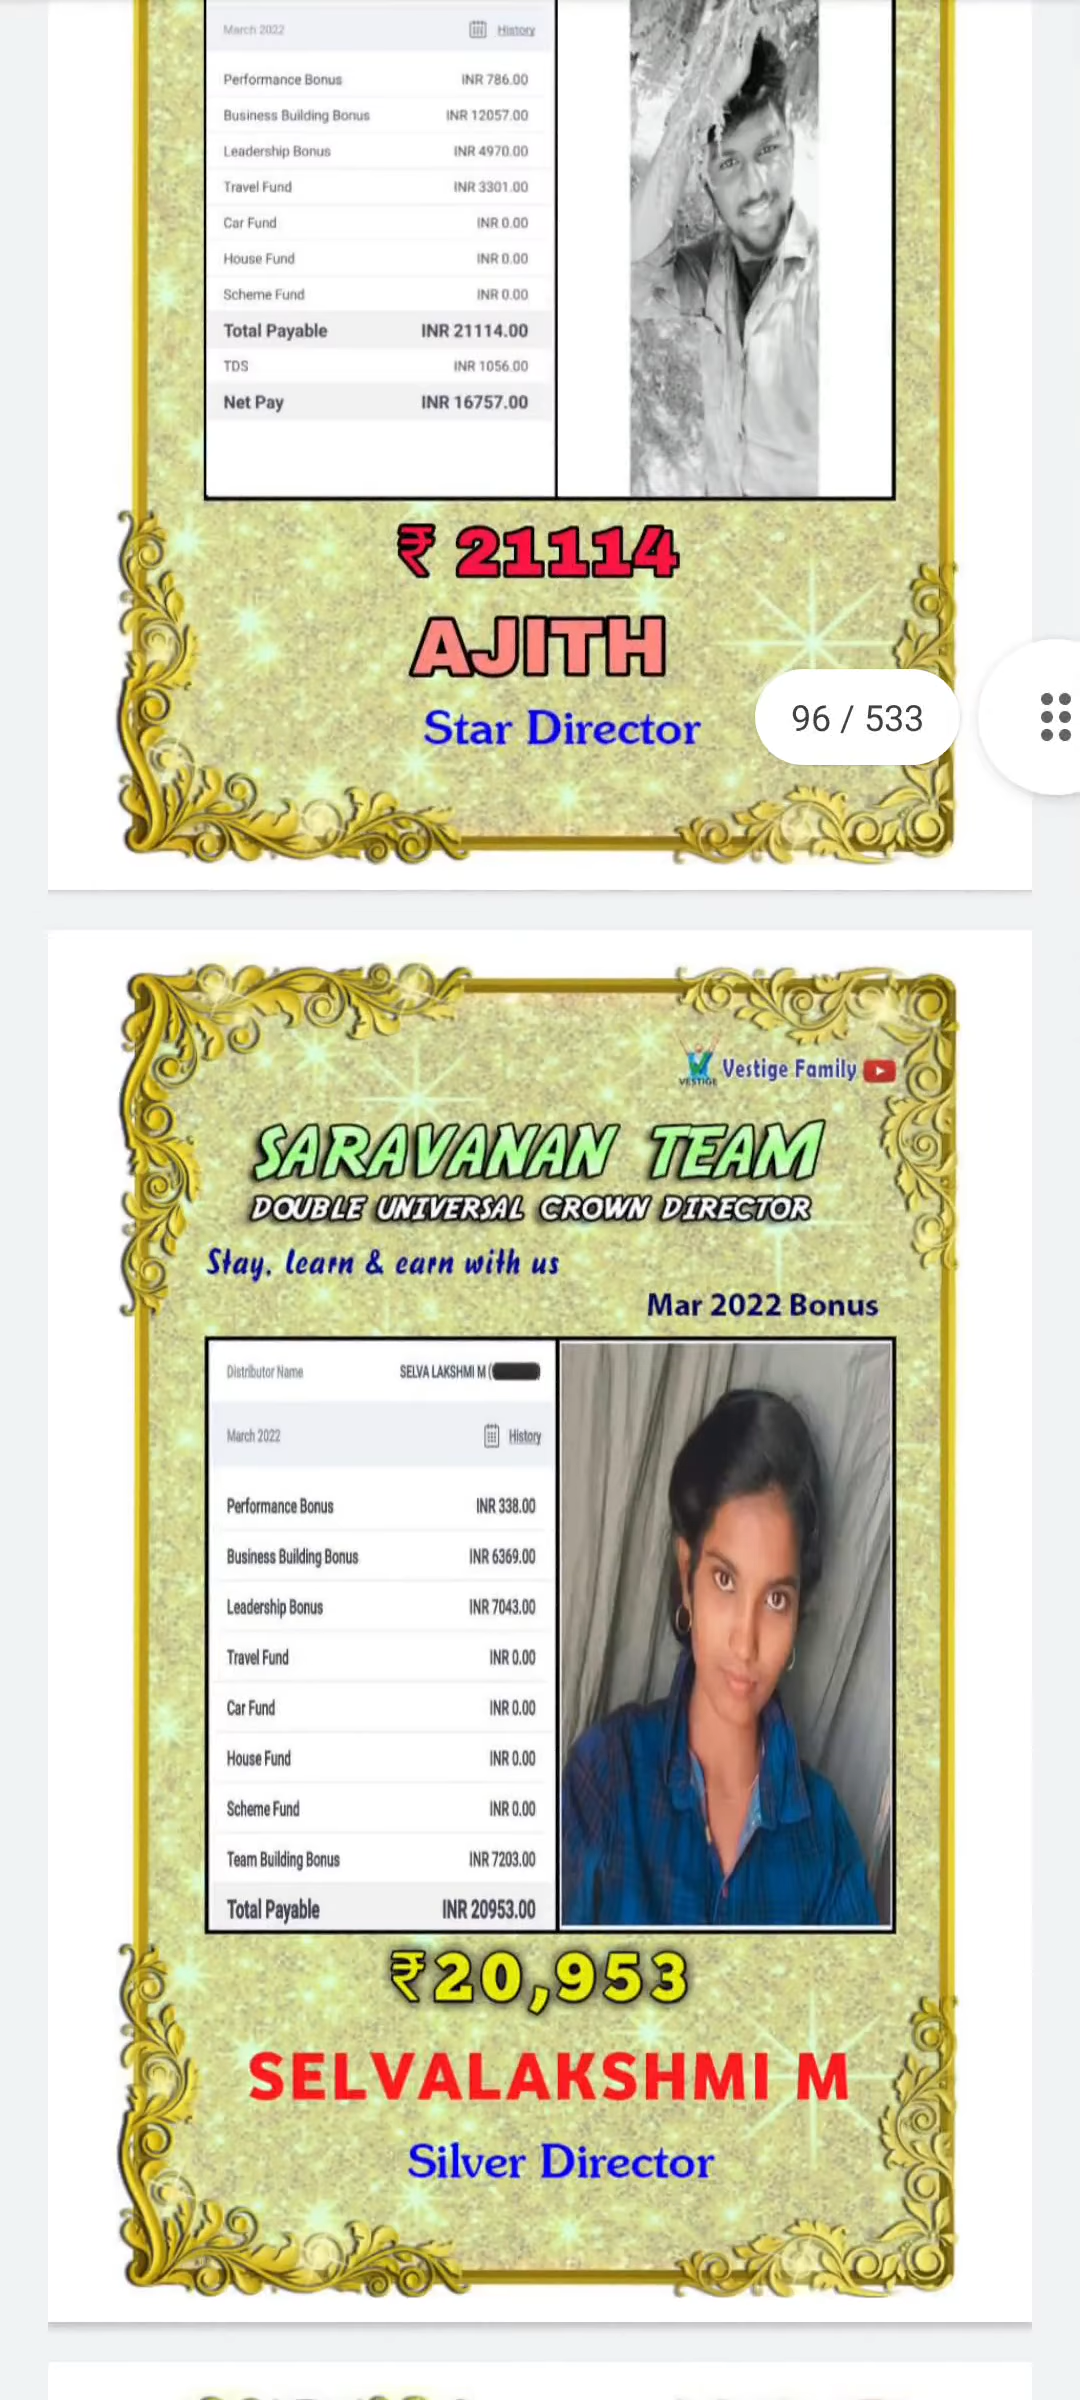 March 2022 History
Performance Bonus INR 786.00
Business Building Bonus INR 12057.00
Leadership Bonus INR 4970.00
Travel Fund INR 3301.00
Car Fund INR 0.00
House Fund INR 0.00
Scheme Fund INR 0.00
Total Payable INR 21114.00
TDS INR 1056.00
Net Pay INR 16757.00
₹ 21114
AJITH
Star Director
96 / 533
VESTIGE Vestige Family
SARAVANAN TEAM
DOUBLE UNIVERSAL CROWN DIRECTOR
Stay, learn & earn with us
Mar 2022 Bonus
Distributor Name SELVA LAKSHMI M (
March 2022 History
Performance Bonus INR 338.00
Business Building Bonus INR 6369.00
Leadership Bonus INR 7043.00
Travel Fund INR 0.00
Car Fund INR 0.00
House Fund INR 0.00
Scheme Fund INR 0.00
Team Building Bonus INR 7203.00
Total Payable INR 20953.00
₹20,953
SELVALAKSHMI M
Silver Director